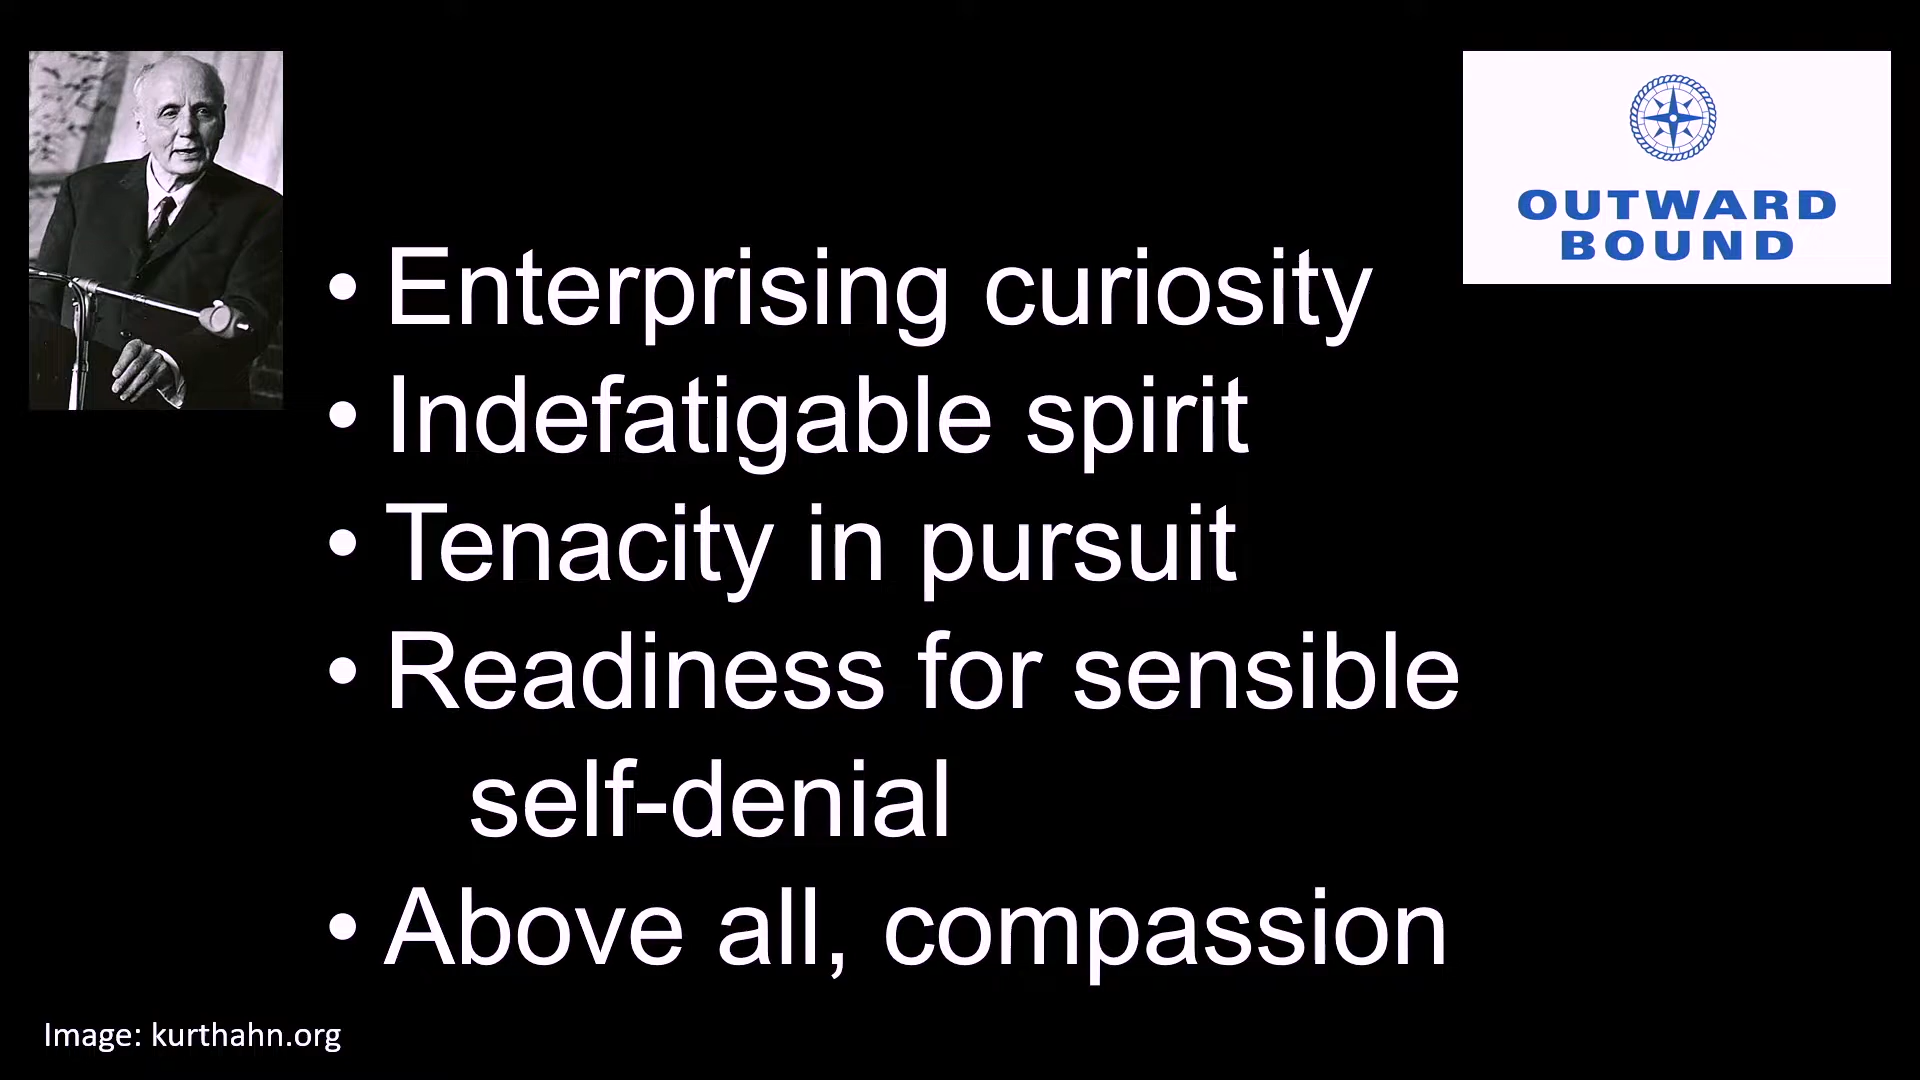 OUTWARD
BOUND
• Enterprising curiosity
• Indefatigable spirit
• Tenacity in pursuit
• Readiness for sensible
self-denial
• Above all, compassion
Image: kurthahn.org